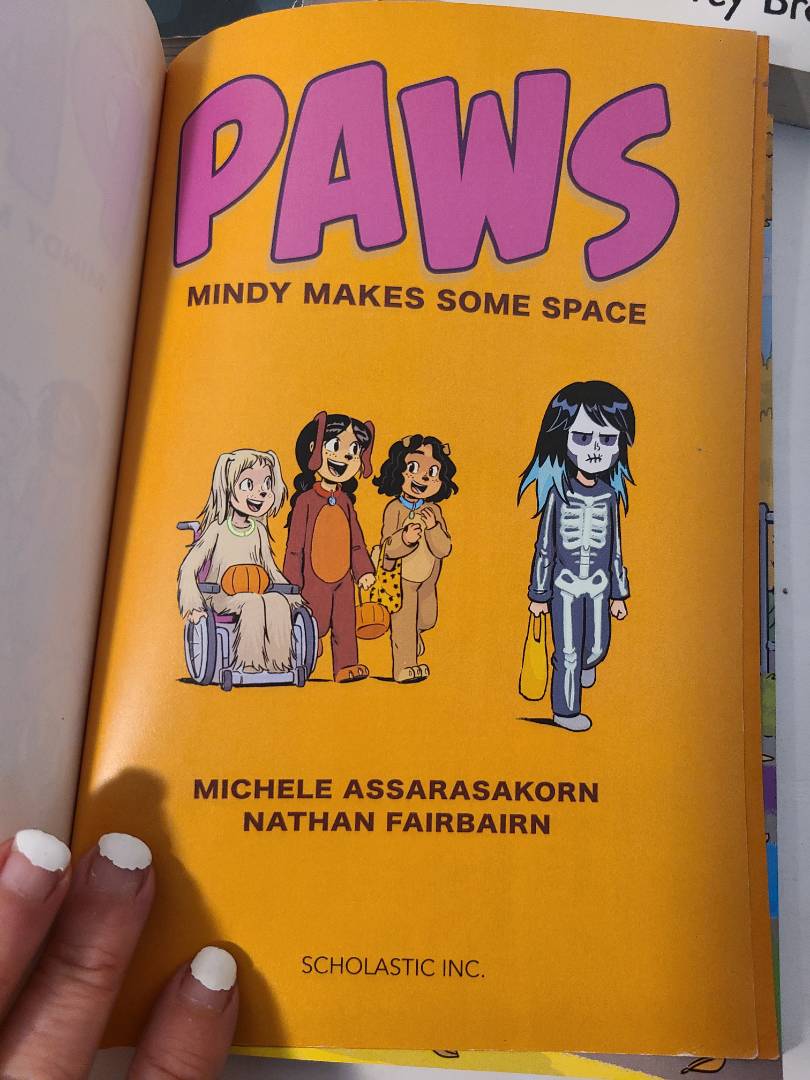 PAWS
MINDY MAKES SOME SPACE
MICHELE ASSARASAKORN
NATHAN FAIRBAIRN
SCHOLASTIC INC.